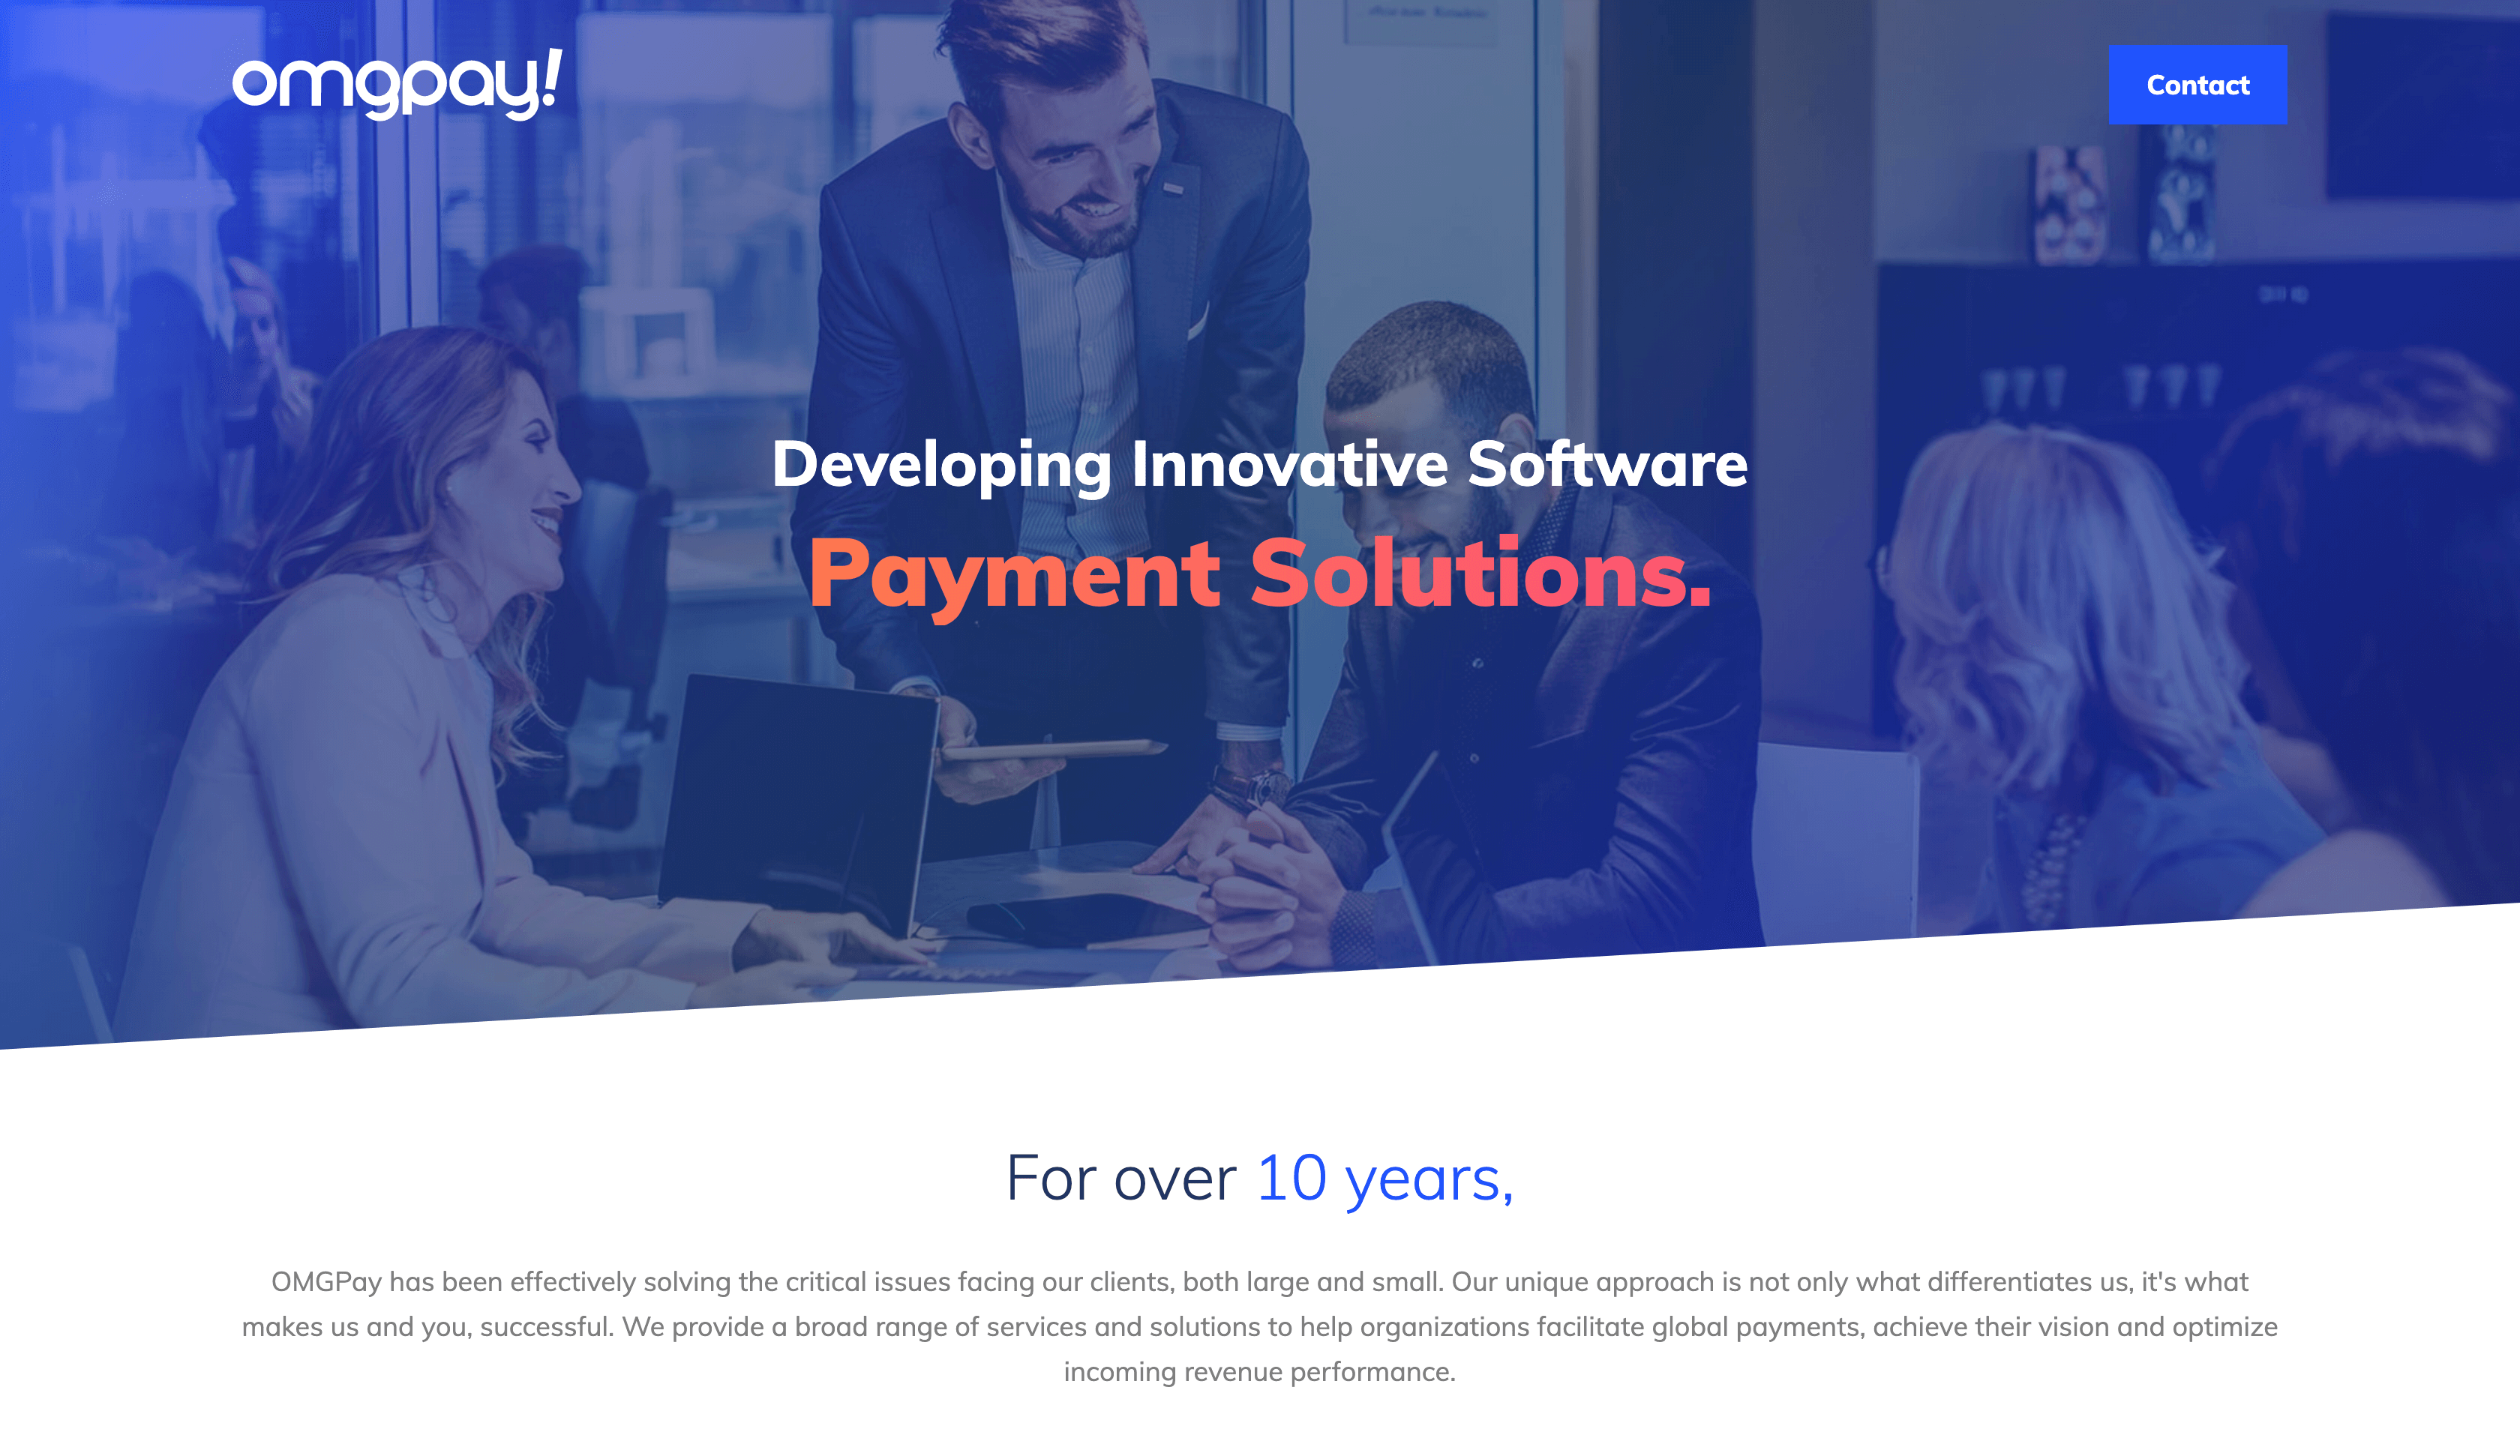 omgpay!
Contact
Developing Innovative Software
Payment Solutions.
For over 10 years,
OMGPay has been effectively solving the critical issues facing our clients, both large and small. Our unique approach is not only what differentiates us, it's what
makes us and you, successful. We provide a broad range of services and solutions to help organizations facilitate global payments, achieve their vision and optimize
incoming revenue performance.